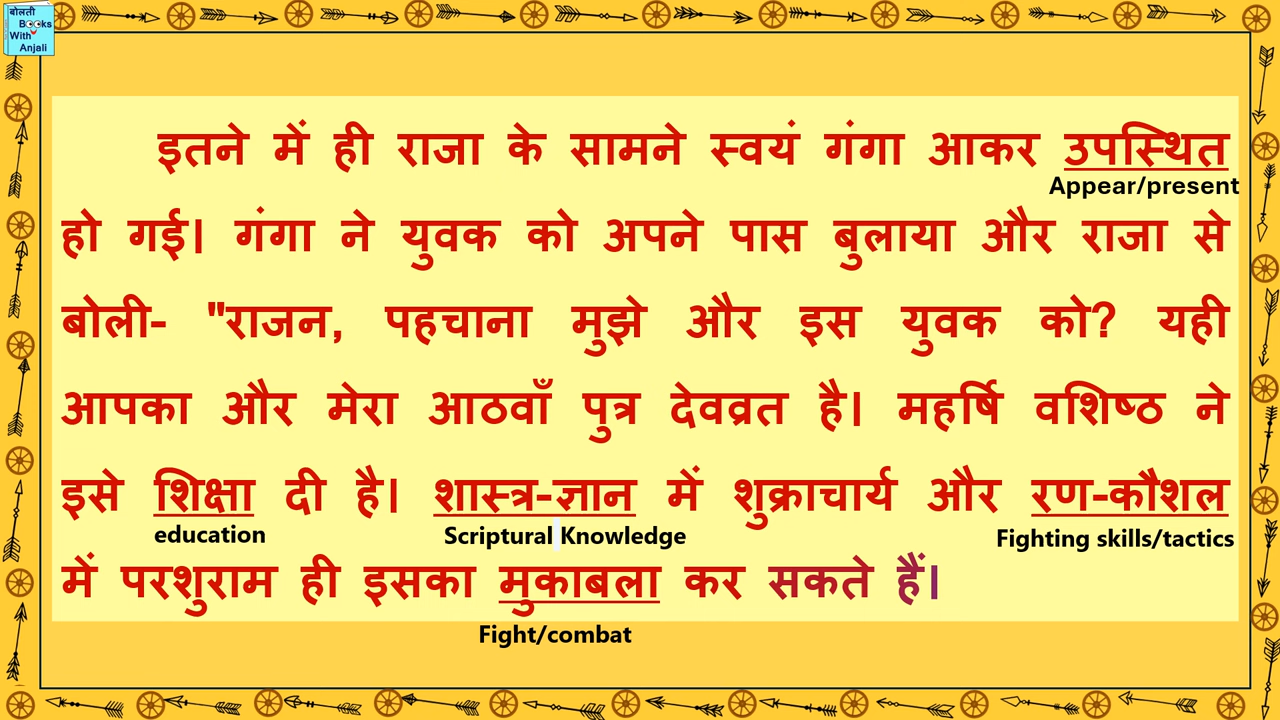 बोलती
Books
With
Anjali
इतने में ही राजा के सामने स्वयं गंगा आकर उपस्थित
Appear/present
हो गई। गंगा ने युवक को अपने पास बुलाया और राजा से
बोली- "राजन, पहचाना मुझे और इस युवक को? यही
आपका और मेरा आठवाँ पुत्र देवव्रत है। महर्षि वशिष्ठ ने
इसे शिक्षा दी है। शास्त्र-ज्ञान में शुक्राचार्य और रण-कौशल
education Scriptural Knowledge Fighting skills/tactics
में परशुराम ही इसका मुकाबला कर सकते हैं।
Fight/combat